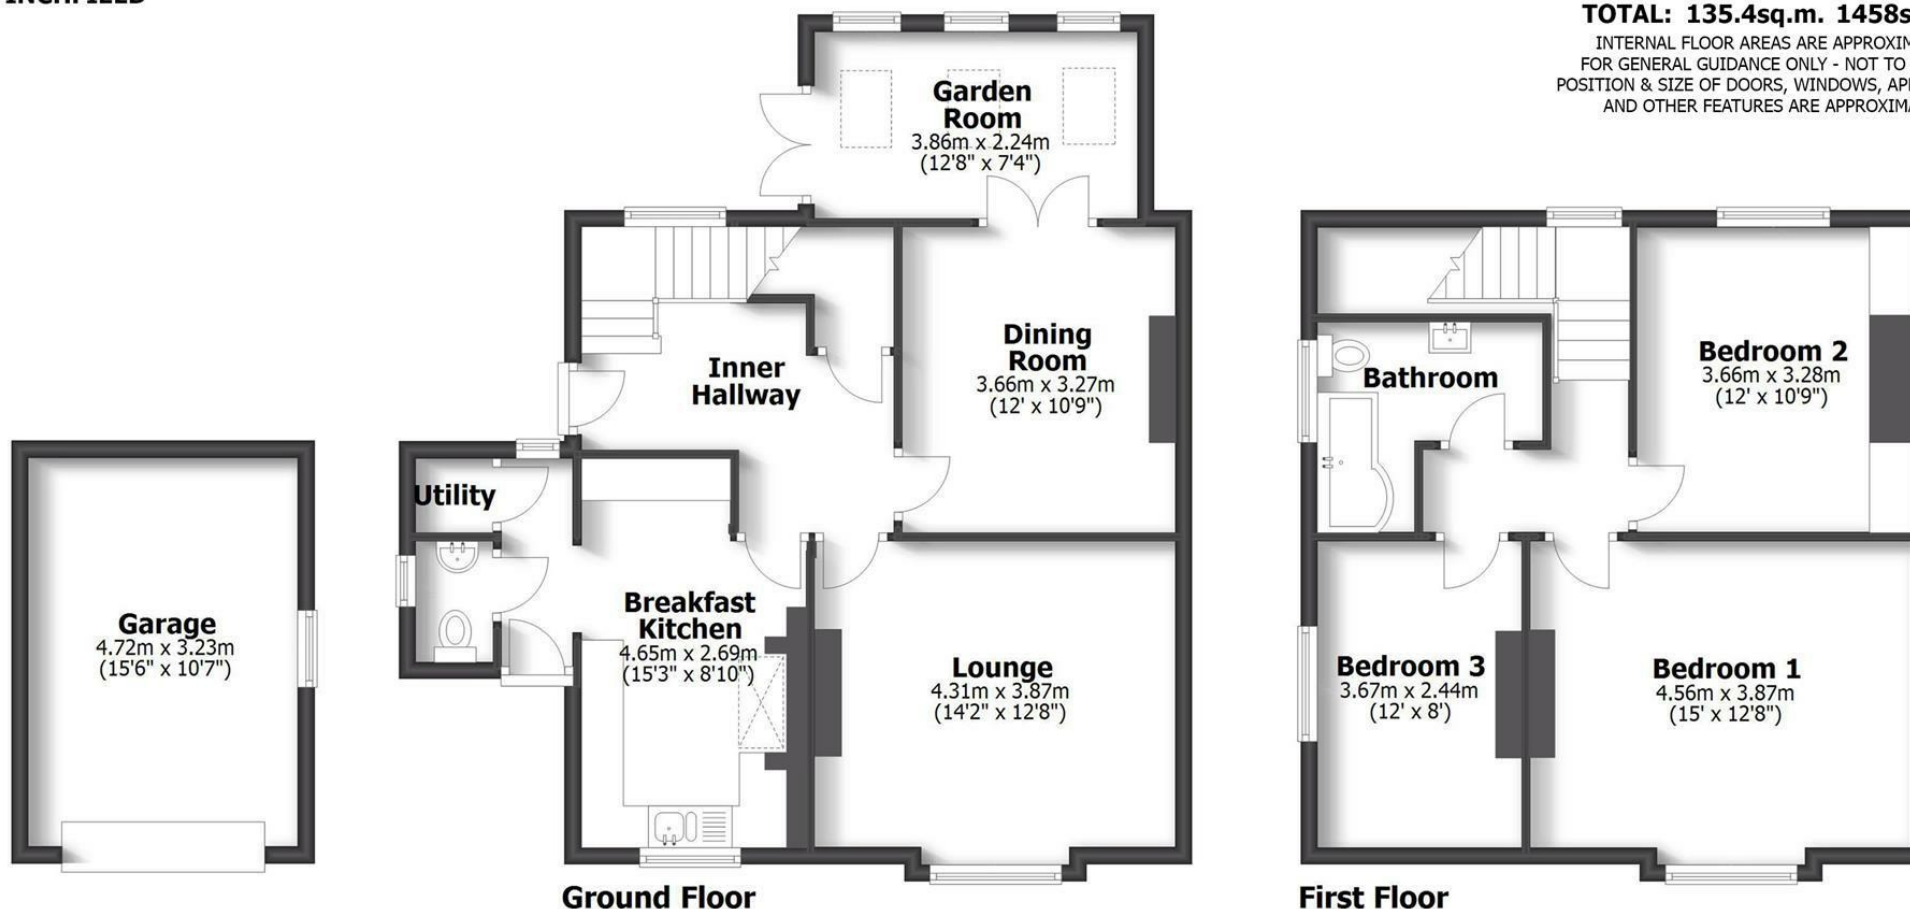 TOTAL: 135.4sq.m. 1458s
INTERNAL FLOOR AREAS ARE APPROXIM
FOR GENERAL GUIDANCE ONLY - NOT TO
POSITION & SIZE OF DOORS, WINDOWS, AP
AND OTHER FEATURES ARE APPROXIMA
Garden
Room
3.86m x 2.24m
(12'8" x 7'4")
Dining
Room
3.66m x 3.27m
(12' x 10'9")
Inner
Hallway
Utility
Breakfast
Kitchen
4.65m x 2.69m
(15'3" x 8'10")
Lounge
4.31m x 3.87m
(14'2" x 12'8")
Garage
4.72m x 3.23m
(15'6" x 10'7")
Ground Floor
Bathroom
Bedroom 2
3.66m x 3.28m
(12' x 10'9")
Bedroom 3
3.67m x 2.44m
(12' x 8')
Bedroom 1
4.56m x 3.87m
(15' x 12'8")
First Floor